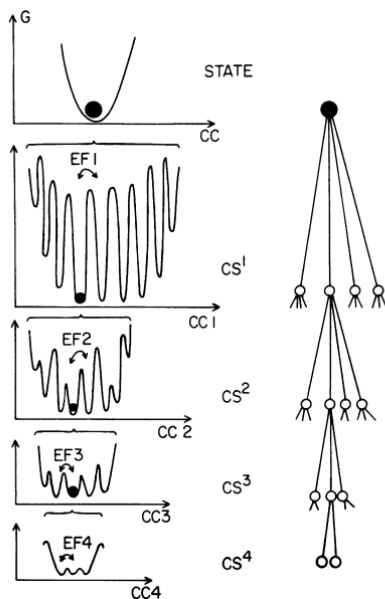 G
STATE
CC
EF1
CS¹
CC1
EF2
CS²
CC2
EF3
CS³
CC3
EF4
CS⁴
CC4